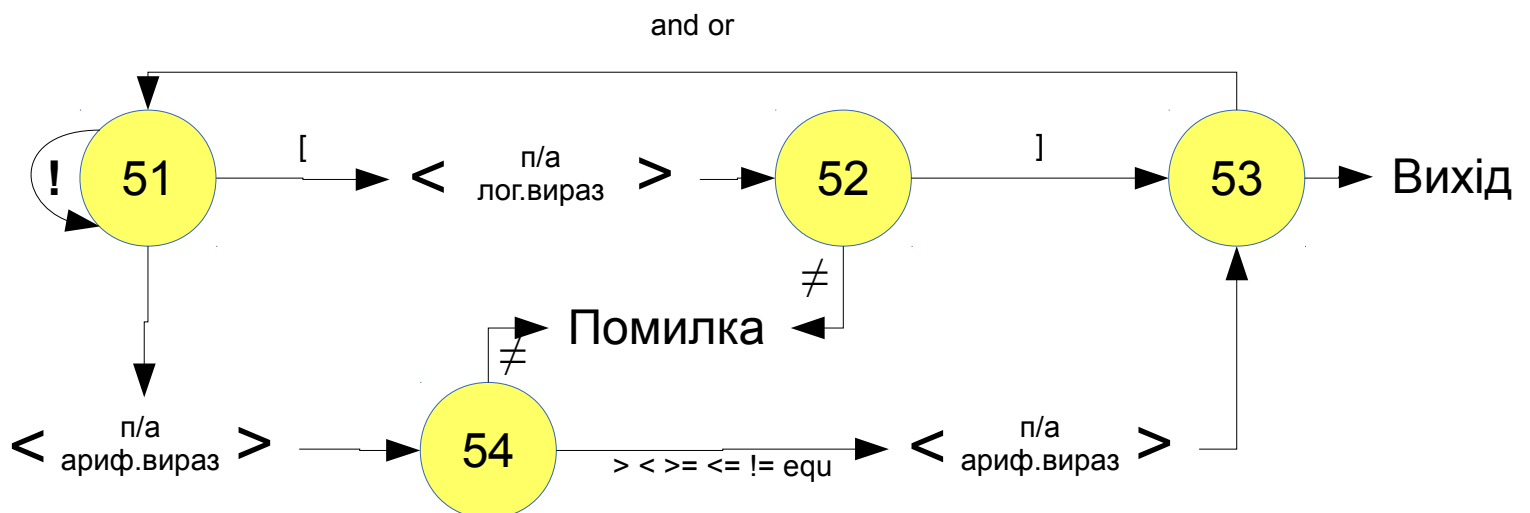 and or
[
]
! 51
< п/а
лог.вираз >
52
53
Вихід
≠
Помилка
≠
< п/а
ариф.вираз >
54
> < >= <= != equ
< п/а
ариф.вираз >